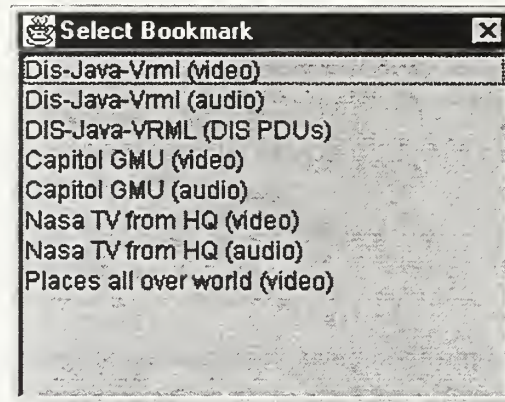 Select Bookmark
Dis-Java-Vrml (video)
Dis-Java-Vrml (audio)
DIS-Java-VRML (DIS PDUs)
Capitol GMU (video)
Capitol GMU (audio)
Nasa TV from HQ (video)
Nasa TV from HQ (audio)
Places all over world (video)